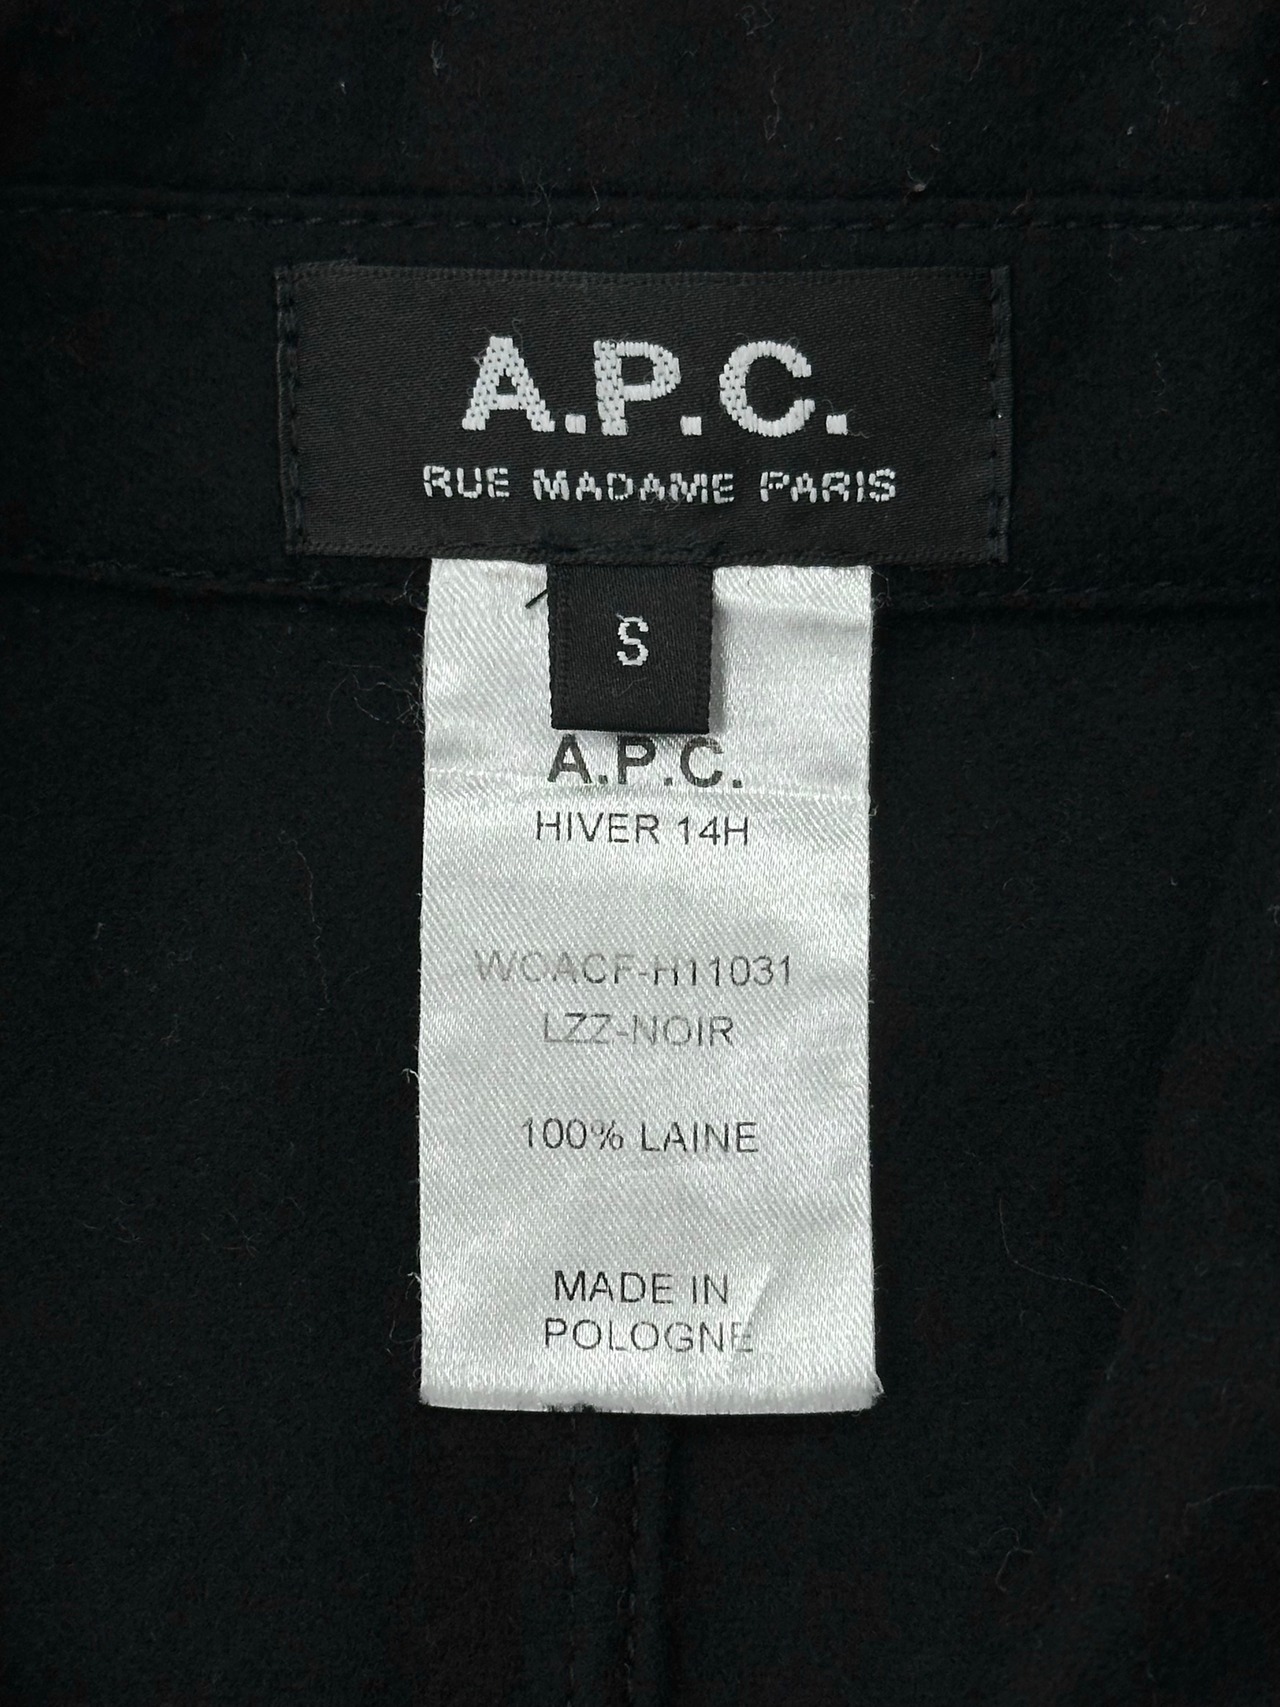 A.P.C.
RUE MADAME PARIS
S
A.P.C.
HIVER 14H
WCACF-H11031
LZZ-NOIR
100% LAINE
MADE IN
POLOGNE